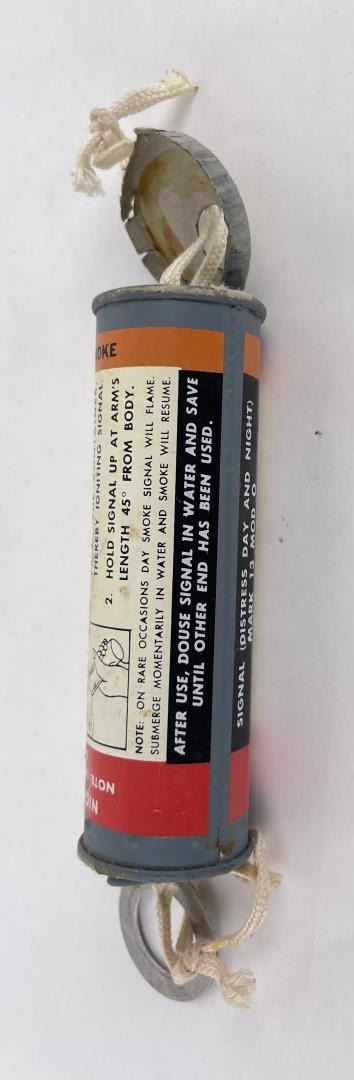 OKE
THEREBY IGNITING SIGNAL.
2. HOLD SIGNAL UP AT ARM'S
LENGTH 45° FROM BODY.
NOTE: ON RARE OCCASIONS DAY SMOKE SIGNAL WILL FLAME.
SUBMERGE MOMENTARILY IN WATER AND SMOKE WILL RESUME.
AFTER USE, DOUSE SIGNAL IN WATER AND SAVE
UNTIL OTHER END HAS BEEN USED.
SIGNAL (DISTRESS DAY AND NIGHT)
MARK 13 MOD 0
NIG
NOTE